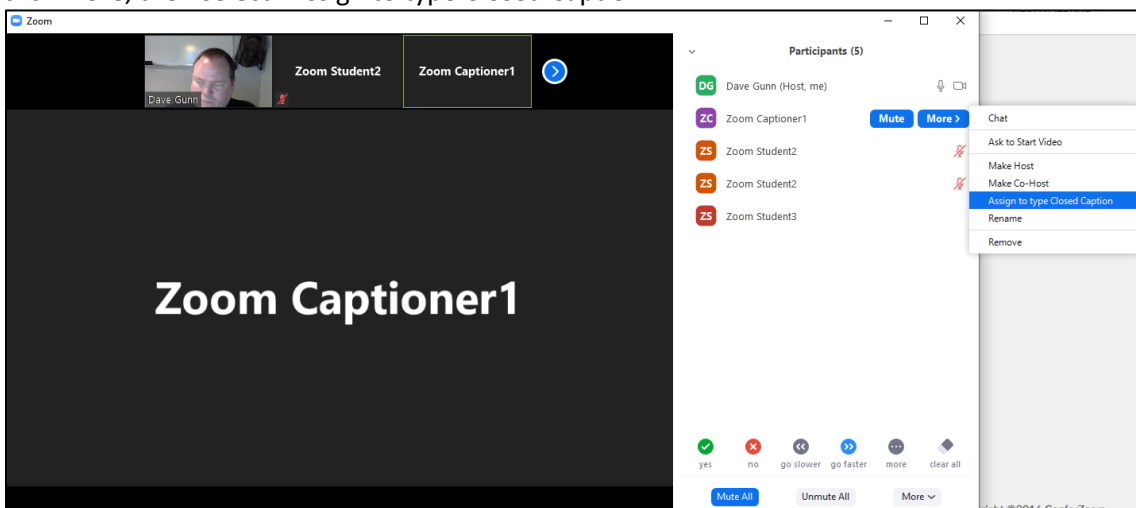 Zoom
Participants (5)
Zoom Student2
Zoom Captioner1
Dave Gunn
DG Dave Gunn (Host, me)
ZC Zoom Captioner1 Mute More >
ZS Zoom Student2
ZS Zoom Student2
ZS Zoom Student3
Chat
Ask to Start Video
Make Host
Make Co-Host
Assign to type Closed Caption
Rename
Remove
Zoom Captioner1
yes no go slower go faster more clear all
Mute All Unmute All More